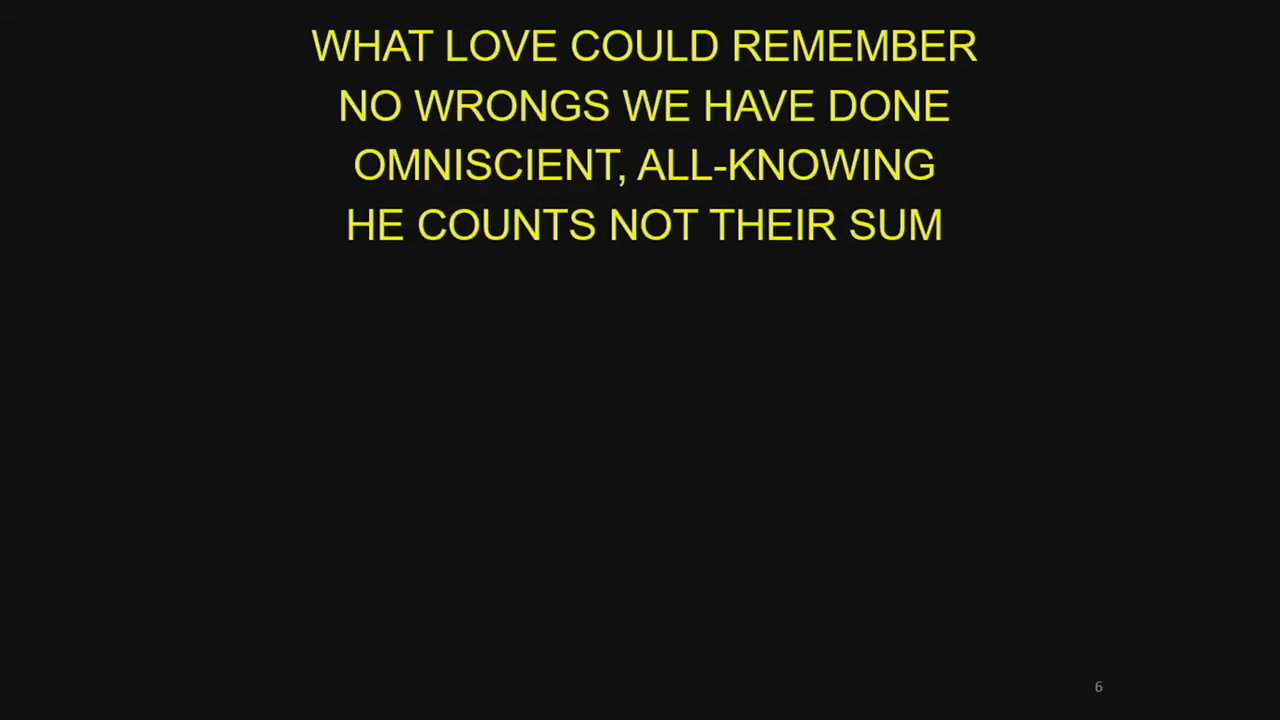 WHAT LOVE COULD REMEMBER
NO WRONGS WE HAVE DONE
OMNISCIENT, ALL-KNOWING
HE COUNTS NOT THEIR SUM
6